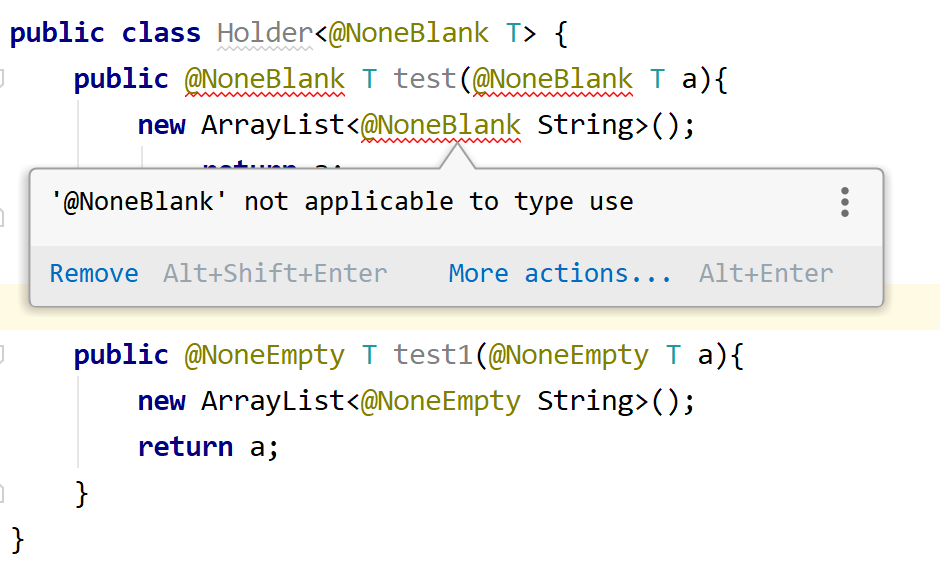 public class Holder<@NoneBlank T> {
public @NoneBlank T test(@NoneBlank T a){
new ArrayList<@NoneBlank String>();
return a;
'@NoneBlank' not applicable to type use
Remove Alt+Shift+Enter More actions... Alt+Enter
public @NoneEmpty T test1(@NoneEmpty T a){
new ArrayList<@NoneEmpty String>();
return a;
}
}